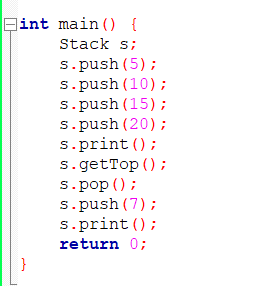 int main() {
    Stack s;
    s.push(5);
    s.push(10);
    s.push(15);
    s.push(20);
    s.print();
    s.getTop();
    s.pop();
    s.push(7);
    s.print();
    return 0;
}